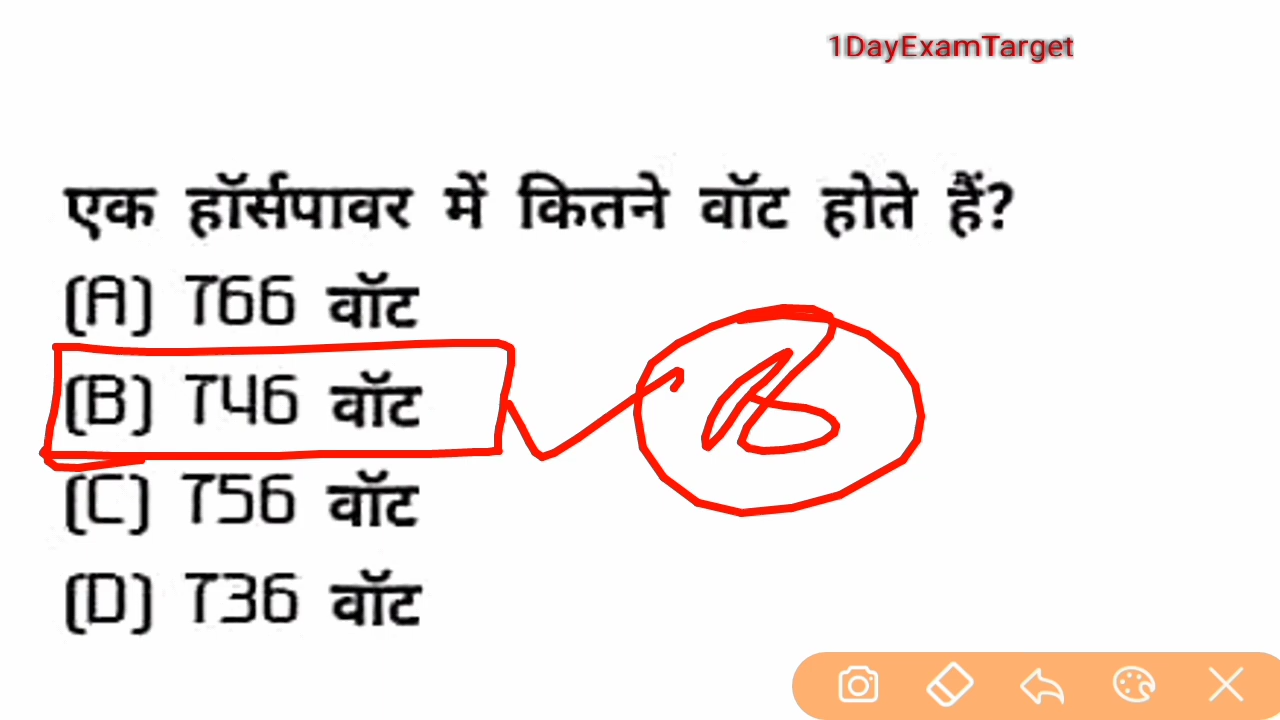 1DayExamTarget
एक हॉर्सपावर में कितने वॉट होते हैं?
(A) 766 वॉट
(B) 746 वॉट
B
(C) 756 वॉट
(D) 736 वॉट